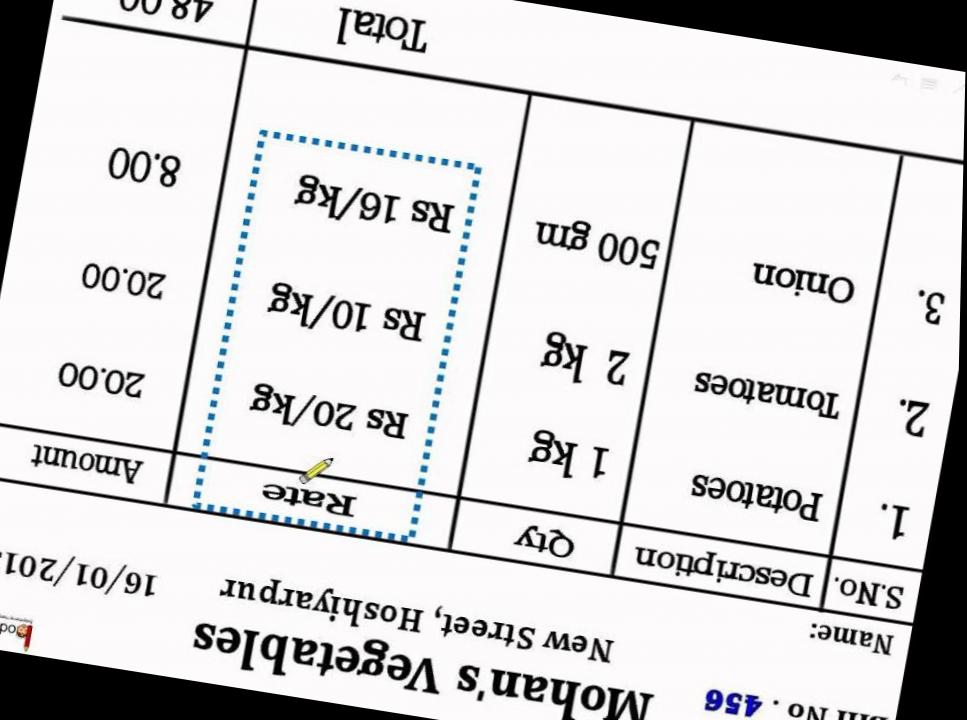 Bill No. 456
Mohan's Vegetables
New Street, Hoshiyarpur
Name:
16/01/201
S.No. Description Qty Rate Amount
1. Potatoes 1 kg Rs 20/kg 20.00
2. Tomatoes 2 kg Rs 10/kg 20.00
3. Onion 500 gm Rs 16/kg 8.00
Total 48.00